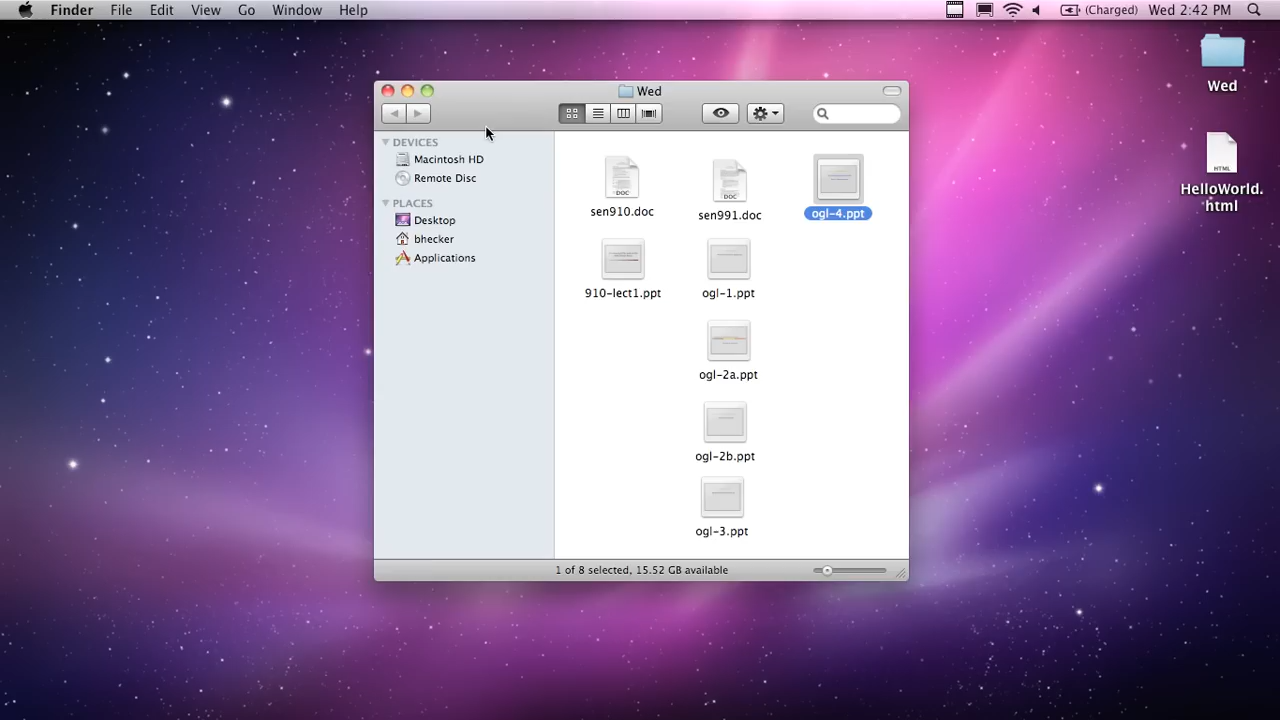 Finder File Edit View Go Window Help (Charged) Wed 2:42 PM
Wed
Wed
HelloWorld.
html
DEVICES
Macintosh HD
Remote Disc
PLACES
Desktop
bhecker
Applications
DOC
sen910.doc
DOC
sen991.doc
ogl-4.ppt
910-lect1.ppt
ogl-1.ppt
ogl-2a.ppt
ogl-2b.ppt
ogl-3.ppt
HTML
1 of 8 selected, 15.52 GB available